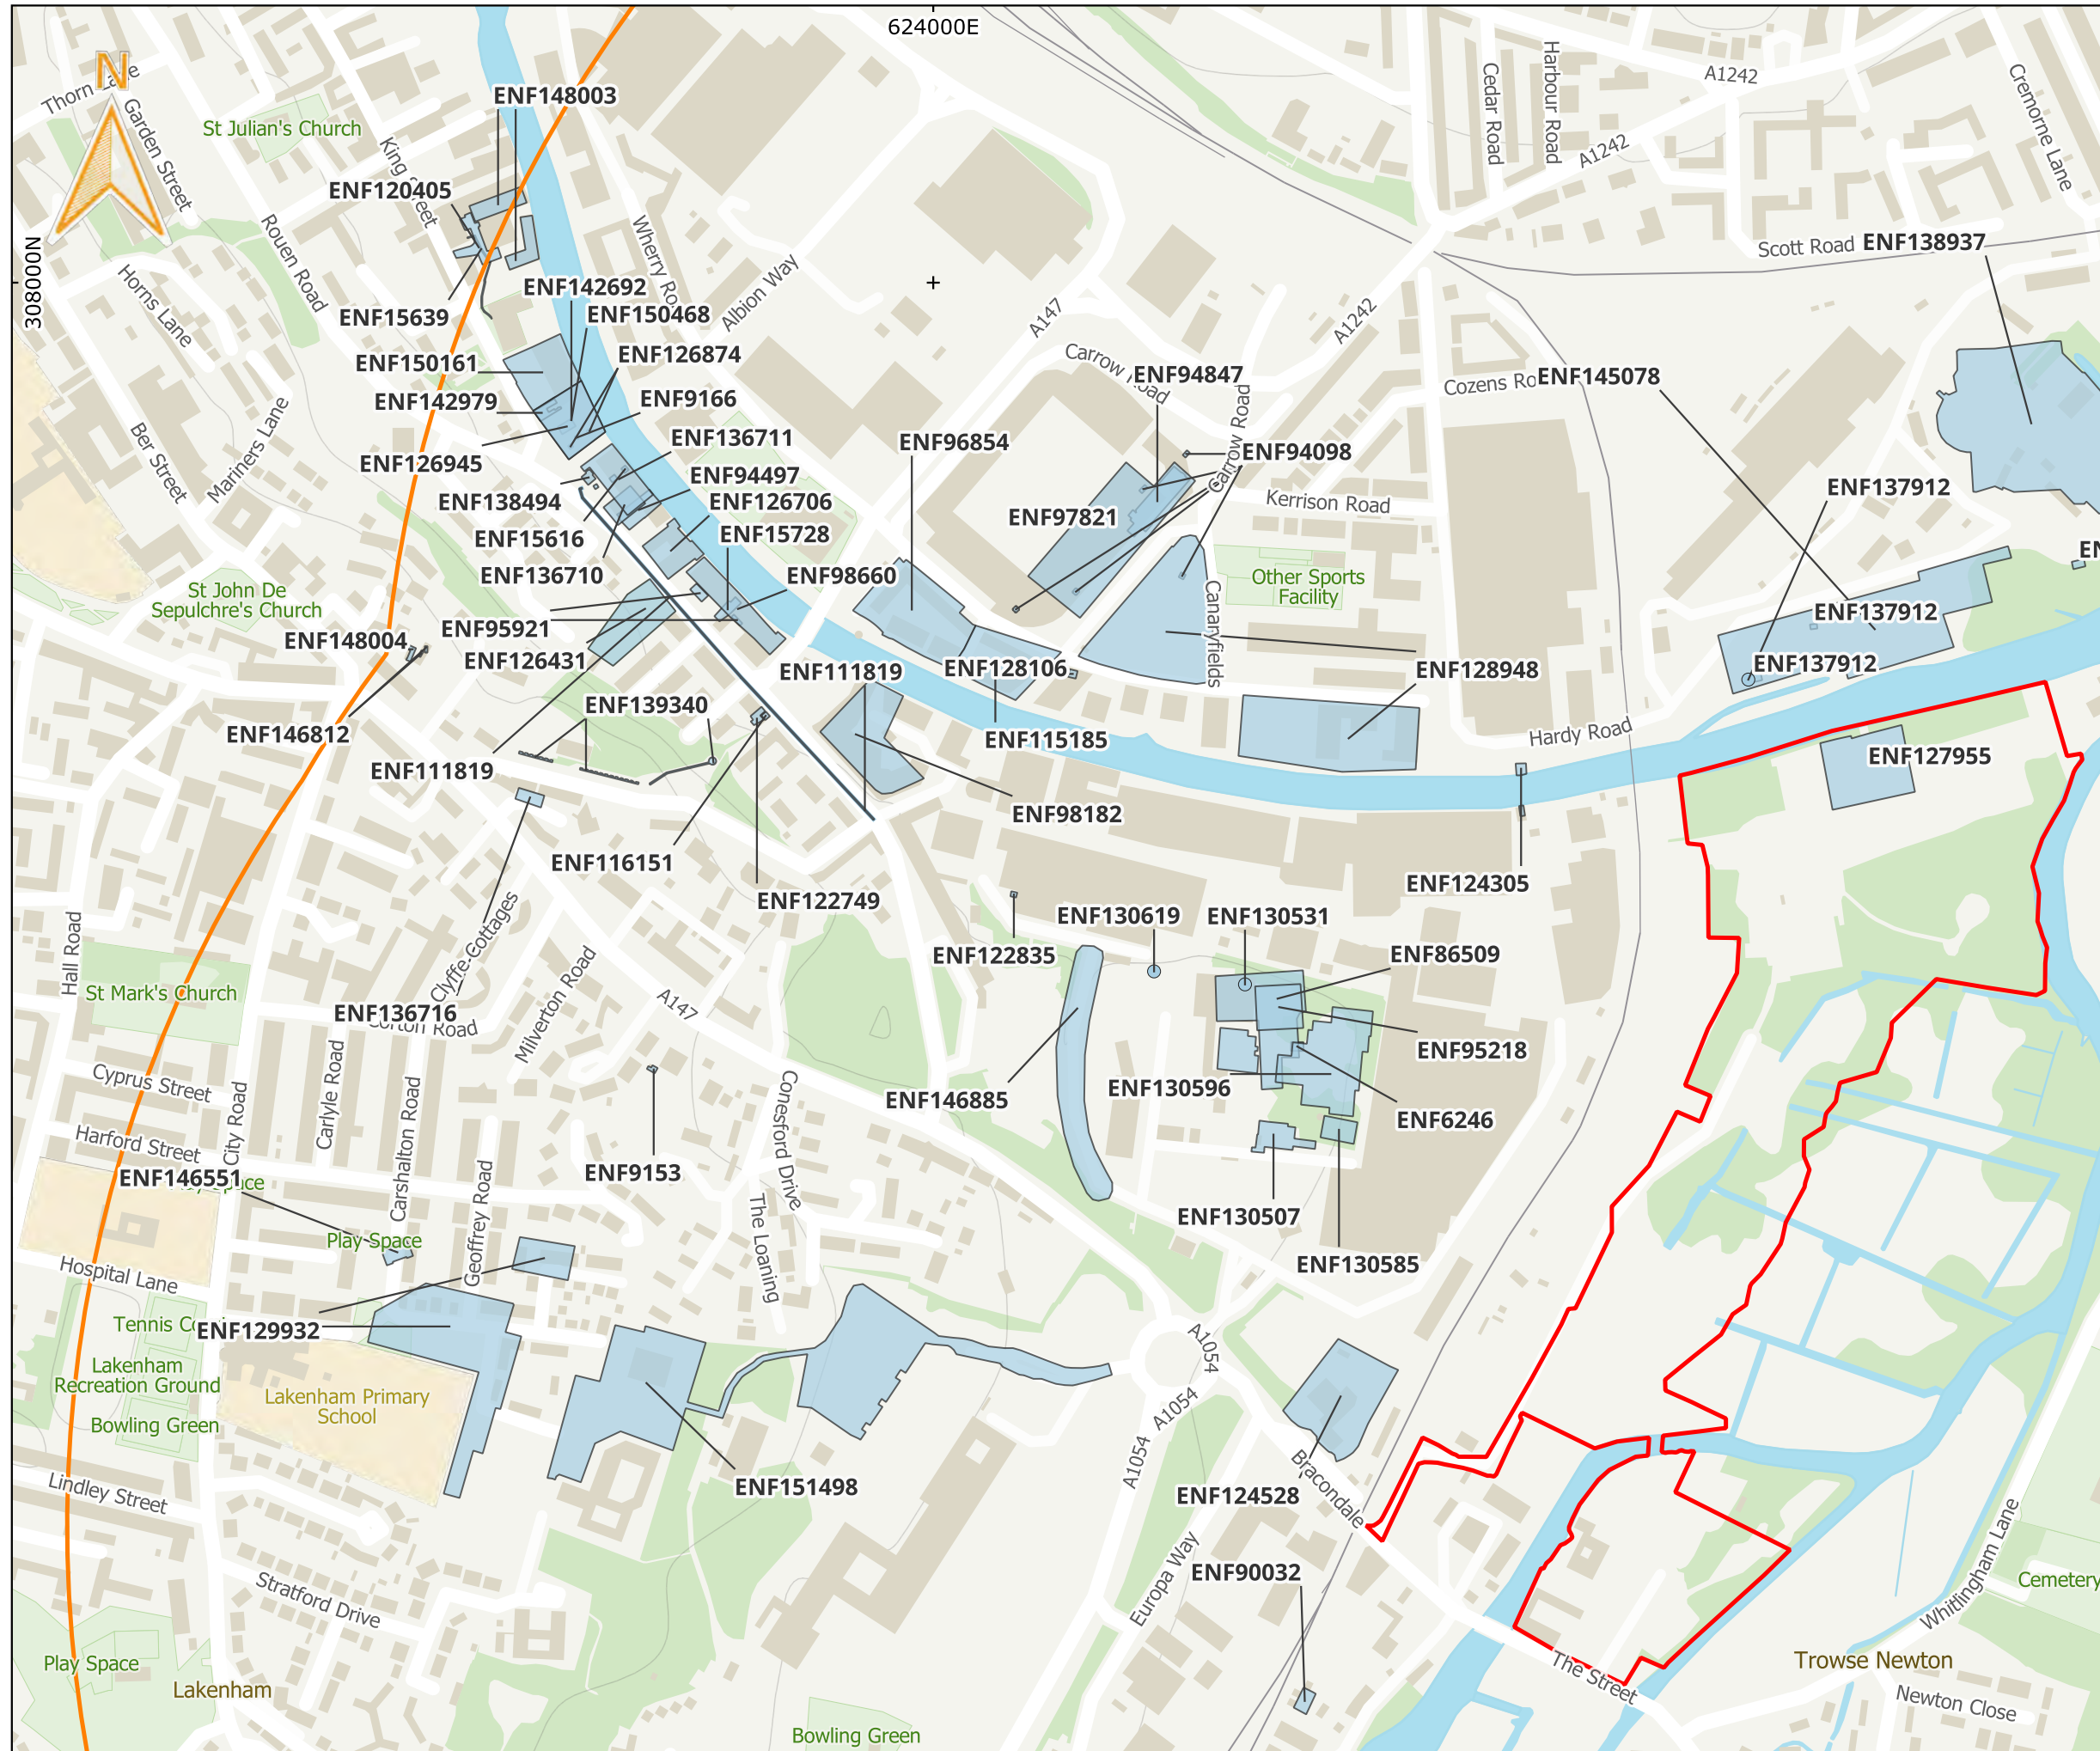 624000E
308000N
N
Thorn Lane
Garden Street
St Julian's Church
King Street
ENF148003
ENF120405
Rouen Road
Wherry Ro
Albion Way
A147
A1242
A1242
A1242
Cedar Road
Harbour Road
Cremorne Lane
Scott Road
ENF138937
Horns Lane
ENF15639
ENF142692
ENF150468
ENF150161
ENF126874
ENF142979
ENF9166
ENF126945
ENF136711
ENF138494
ENF94497
ENF126706
ENF15616
ENF15728
ENF136710
ENF98660
Ber Street
Mariners Lane
Carrow Road
ENF94847
Carrow Road
Cozens Ro
ENF145078
ENF96854
ENF94098
ENF97821
Kerrison Road
ENF137912
ENF137912
ENF137912
EN
Other Sports
Facility
Canaryfields
St John De
Sepulchre's Church
ENF148004
ENF95921
ENF126431
ENF146812
ENF111819
ENF139340
ENF111819
ENF128106
ENF128948
ENF115185
Hardy Road
ENF127955
ENF98182
ENF116151
ENF122749
ENF124305
Hall Road
Clyffe Cottages
ENF122835
ENF130619
ENF130531
ENF86509
St Mark's Church
ENF136716
Corton Road
Milverton Road
A147
ENF95218
ENF146885
ENF130596
ENF6246
Cyprus Street
Harford Street
City Road
Carlyle Road
Carshalton Road
Geoffrey Road
Conesford Drive
The Loaning
ENF9153
ENF146551
Play Space
ENF130507
ENF130585
Hospital Lane
ENF129932
Tennis Co
Lakenham
Recreation Ground
Bowling Green
Lakenham Primary
School
ENF151498
A1054
A1054
A1054
Bracondale
ENF124528
Lindley Street
Stratford Drive
Europa Way
ENF90032
Whitlingham Lane
Cemetery
The Street
Trowse Newton
Newton Close
Play Space
Lakenham
Bowling Green